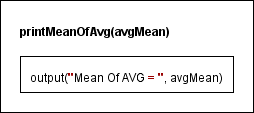 printMeanOfAvg(avgMean)
output("Mean Of AVG = ", avgMean)